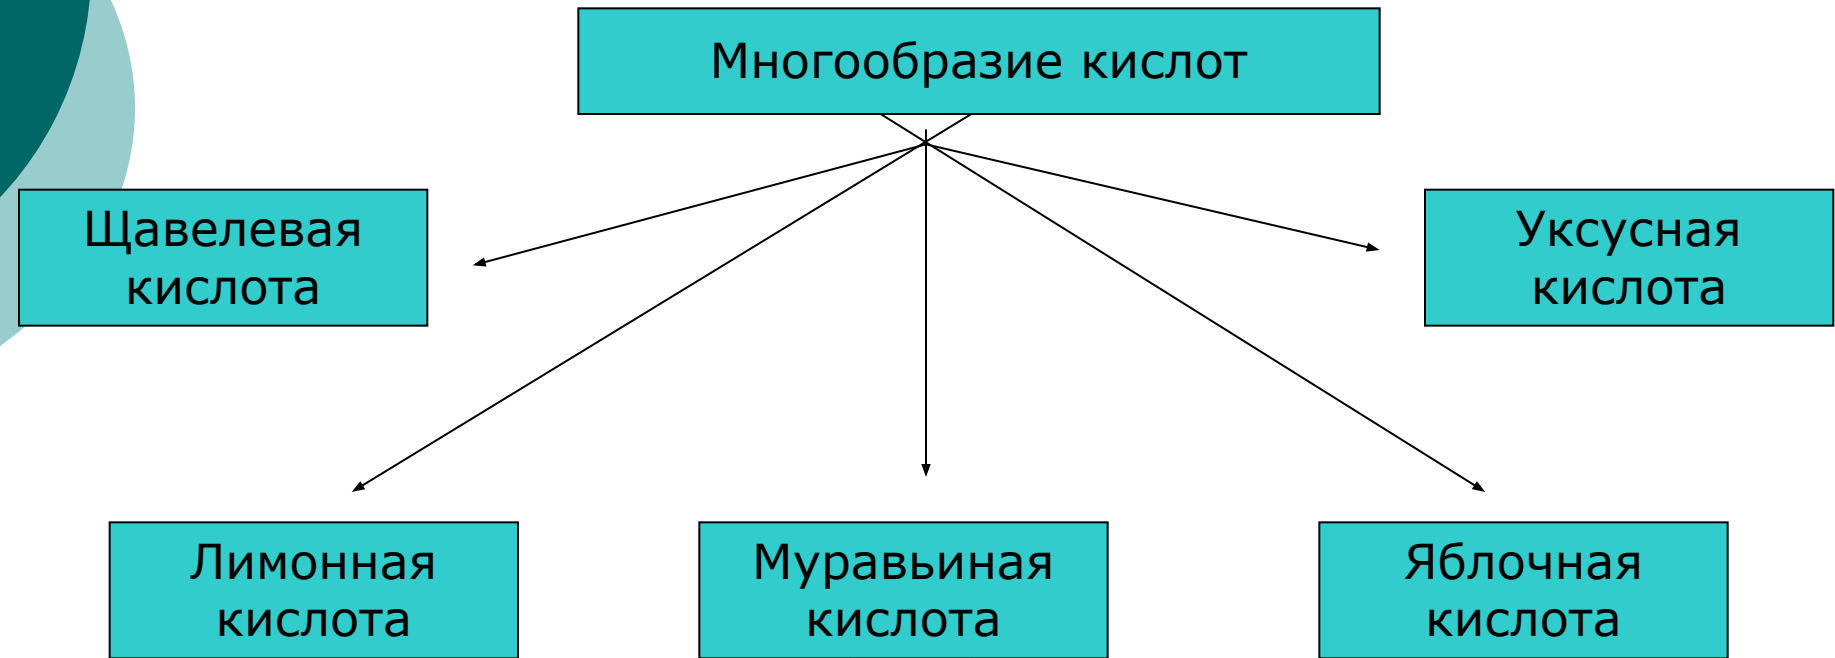 Многообразие кислот
Щавелевая
кислота
Уксусная
кислота
Лимонная
кислота
Муравьиная
кислота
Яблочная
кислота